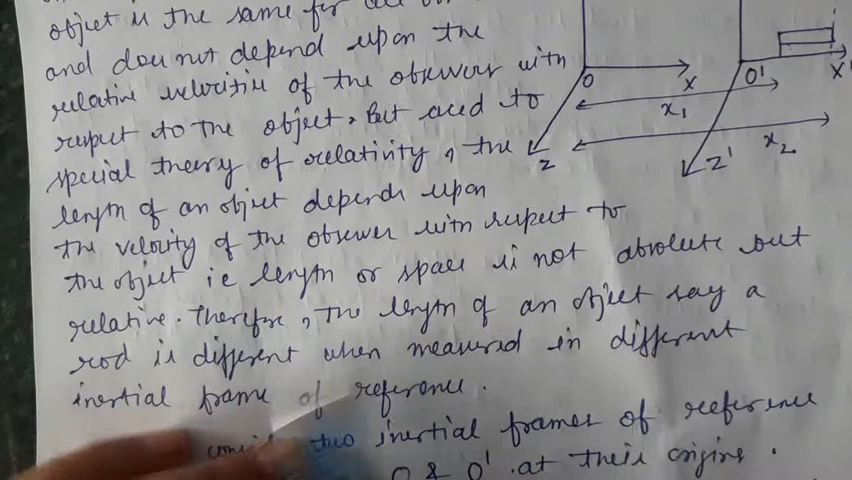 object is the same for all
and does not depend upon the
relative velocities of the observers with
respect to the object. But acced to
special theory of relativity, the
length of an object depends upon
the velocity of the observer with respect to
the object ie length or space is not absolute but
relative. Therefore, the length of an object say a
rod is different when measured in different
inertial frame of reference.
two inertial frames of reference
O & O' at their origins.
O
X
Z
x1
O'
X'
Z'
x2